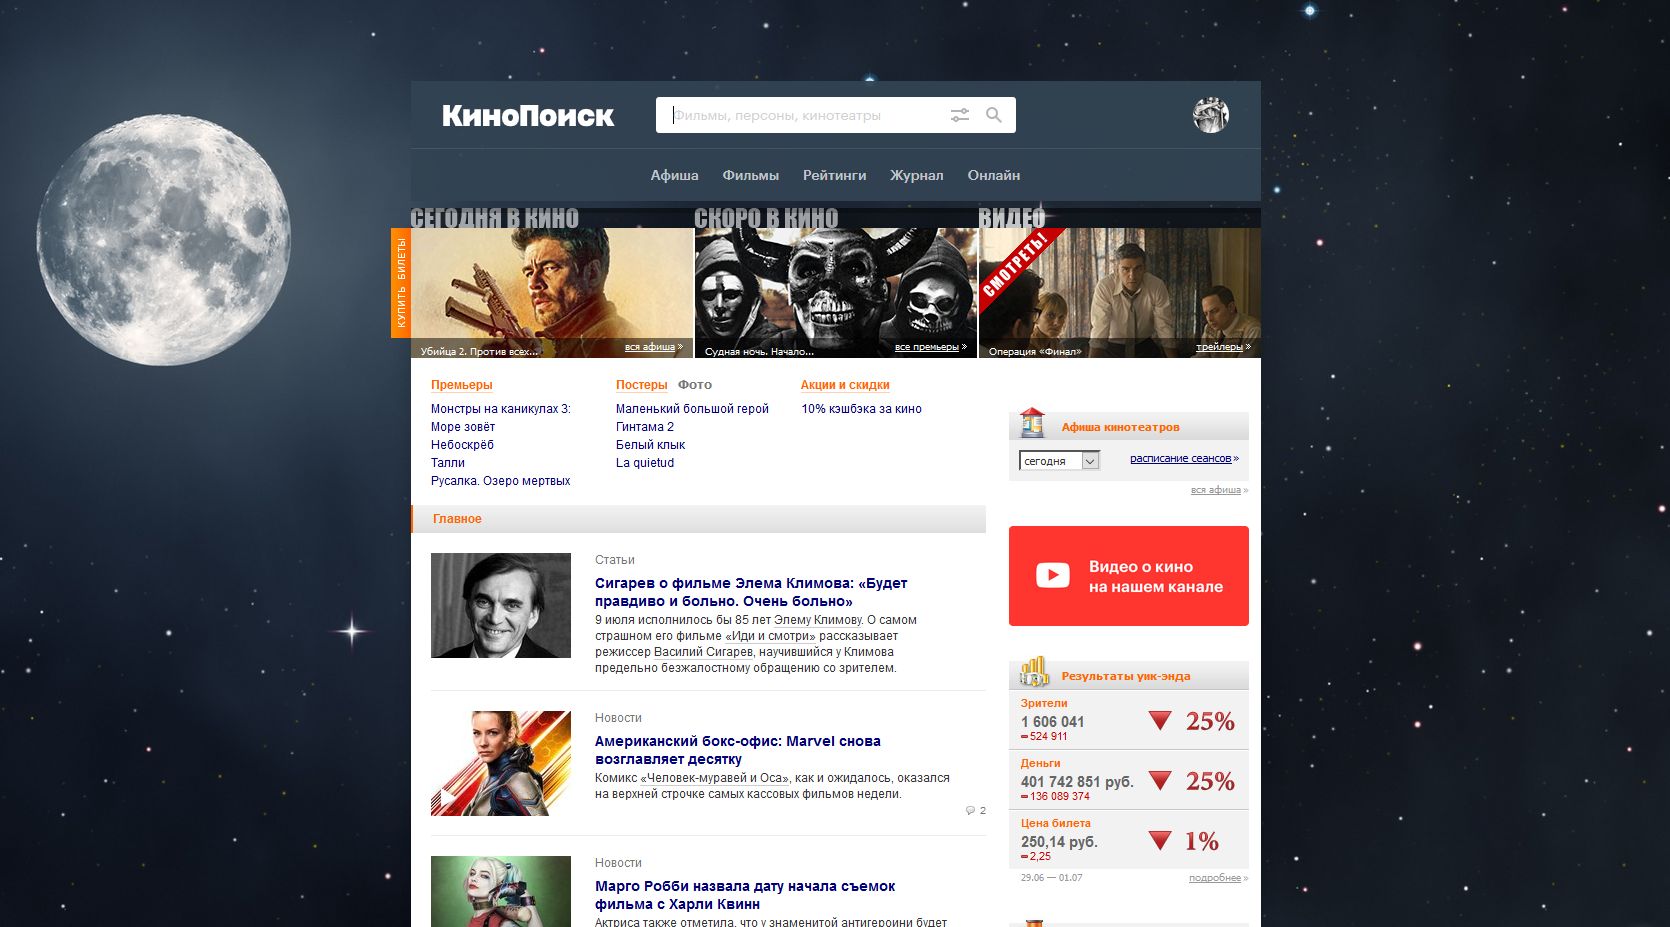 КиноПоиск
Фильмы, персоны, кинотеатры
Афиша Фильмы Рейтинги Журнал Онлайн
СЕГОДНЯ В КИНО
КУПИТЬ БИЛЕТЫ
Убийца 2. Против всех...
вся афиша »
СКОРО В КИНО
Судная ночь. Начало...
все премьеры »
ВИДЕО
СМОТРЕТЬ!
Операция «Финал»
трейлеры »
Премьеры
Монстры на каникулах 3:
Море зовёт
Небоскрёб
Талли
Русалка. Озеро мертвых
Постеры Фото
Маленький большой герой
Гинтама 2
Белый клык
La quietud
Акции и скидки
10% кэшбэка за кино
Главное
Статьи
Сигарев о фильме Элема Климова: «Будет
правдиво и больно. Очень больно»
9 июля исполнилось бы 85 лет Элему Климову. О самом
страшном его фильме «Иди и смотри» рассказывает
режиссер Василий Сигарев, научившийся у Климова
предельно безжалостному обращению со зрителем.
Новости
Американский бокс-офис: Marvel снова
возглавляет десятку
Комикс «Человек-муравей и Оса», как и ожидалось, оказался
на верхней строчке самых кассовых фильмов недели.
2
Новости
Марго Робби назвала дату начала съемок
фильма с Харли Квинн
Актриса также отметила, что у знаменитой антигероини будет
Афиша кинотеатров
сегодня
расписание сеансов »
вся афиша »
Видео о кино
на нашем канале
Результаты уик-энда
Зрители
1 606 041
25%
524 911
Деньги
401 742 851 руб.
25%
136 089 374
Цена билета
250,14 руб.
1%
2,25
29.06 — 01.07
подробнее »